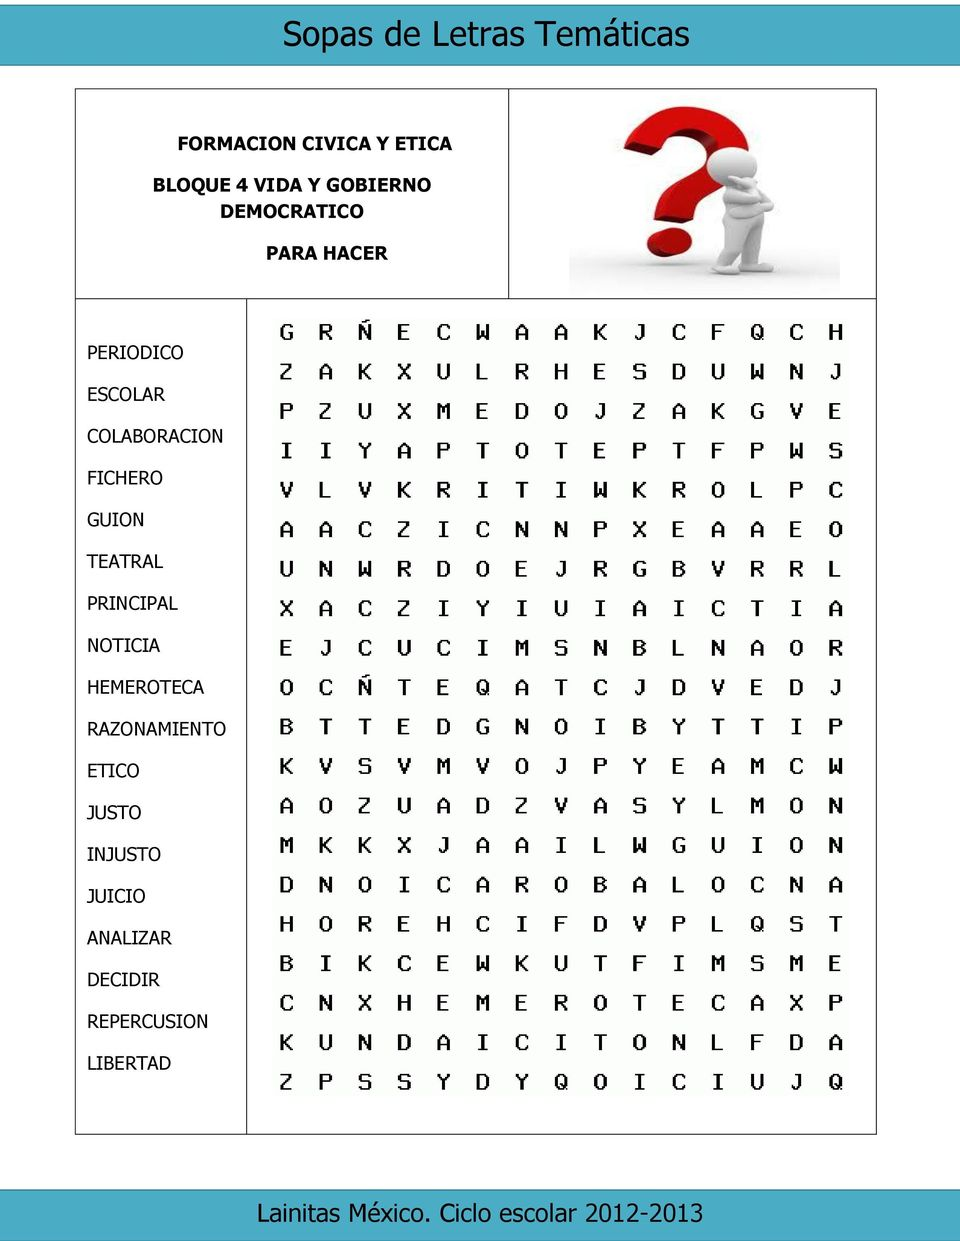 Sopas de Letras Temáticas
FORMACION CIVICA Y ETICA
BLOQUE 4 VIDA Y GOBIERNO
DEMOCRATICO
PARA HACER
PERIODICO
ESCOLAR
COLABORACION
FICHERO
GUION
TEATRAL
PRINCIPAL
NOTICIA
HEMEROTECA
RAZONAMIENTO
ETICO
JUSTO
INJUSTO
JUICIO
ANALIZAR
DECIDIR
REPERCUSION
LIBERTAD
G R Ñ E C W A A K J C F Q C H
Z A K X U L R H E S D U W N J
P Z U X M E D O J Z A K G V E
I I Y A P T O T E P T F P W S
V L V K R I T I W K R O L P C
A A C Z I C N N P X E A A E O
U N W R D O E J R G B V R R L
X A C Z I Y I U I A I C T I A
E J C U C I M S N B L N A O R
O C Ñ T E Q A T C J D V E D J
B T T E D G N O I B Y T T I P
K V S V M V O J P Y E A M C W
A O Z U A D Z V A S Y L M O N
M K K X J A A I L W G U I O N
D N O I C A R O B A L O C N A
H O R E H C I F D V P L Q S T
B I K C E W K U T F I M S M E
C N X H E M E R O T E C A X P
K U N D A I C I T O N L F D A
Z P S S Y D Y Q O I C I U J Q
Lainitas México. Ciclo escolar 2012-2013